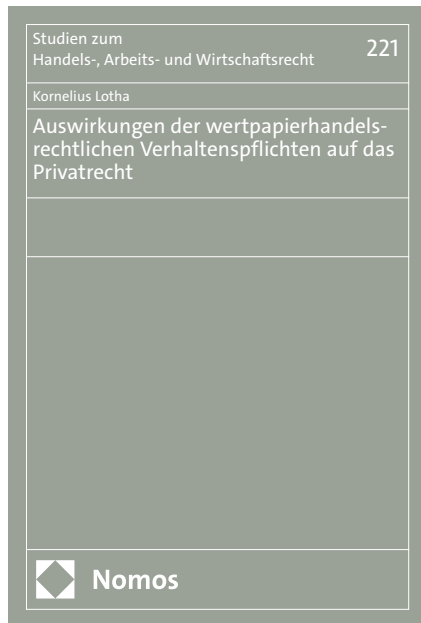 Studien zum
Handels-, Arbeits- und Wirtschaftsrecht
221
Kornelius Lotha
Auswirkungen der wertpapierhandels-
rechtlichen Verhaltenspflichten auf das
Privatrecht
Nomos